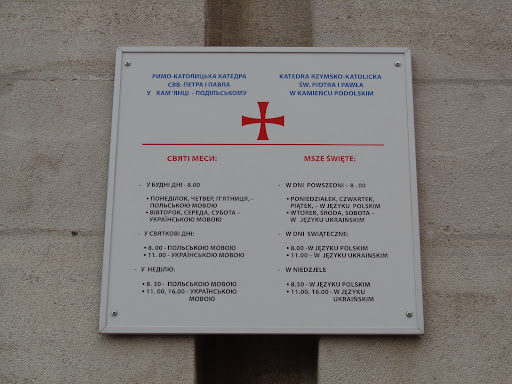 РИМО-КАТОЛИЦЬКА КАТЕДРА
СВВ. ПЕТРА І ПАВЛА
У КАМ'ЯНЦІ - ПОДІЛЬСЬКОМУ
СВЯТІ МЕСИ:
- У БУДНІ ДНІ - 8.00
• ПОНЕДІЛОК, ЧЕТВЕР, П'ЯТНИЦЯ, -
ПОЛЬСЬКОЮ МОВОЮ
• ВІВТОРОК, СЕРЕДА, СУБОТА -
УКРАЇНСЬКОЮ МОВОЮ
- У СВЯТКОВІ ДНІ:
• 8. 00 - ПОЛЬСЬКОЮ МОВОЮ
• 11. 00 - УКРАЇНСЬКОЮ МОВОЮ
- У НЕДІЛЮ:
• 8. 30 - ПОЛЬСЬКОЮ МОВОЮ
• 11. 00, 16,00 - УКРАЇНСЬКОЮ
МОВОЮ
KATEDRA RZYMSKO-KATOLICKA
ŚW. PIOTRA I PAWŁA
W KAMIEŃCU PODOLSKIM
MSZE ŚWIĘTE:
- W DNI POWSZEDNI - 8 . 00
• PONIEDZIAŁEK, CZWARTEK,
PIĄTEK, - W JĘZYKU POLSKIM
• WTOREK, ŚRODA, SOBOTA -
W JĘZYKU UKRAIŃSKIM
- W DNI ŚWIĄTECZNE:
• 8.00 -W JĘZYKU POLSKIM
• 11.00 - W JĘZYKU UKRAINSKIM
- W NIEDZJELE
• 8.30 - W JĘZYKU POLSKIM
• 11.00, 16.00 - W JĘZYKU
UKRAIŃSKIM